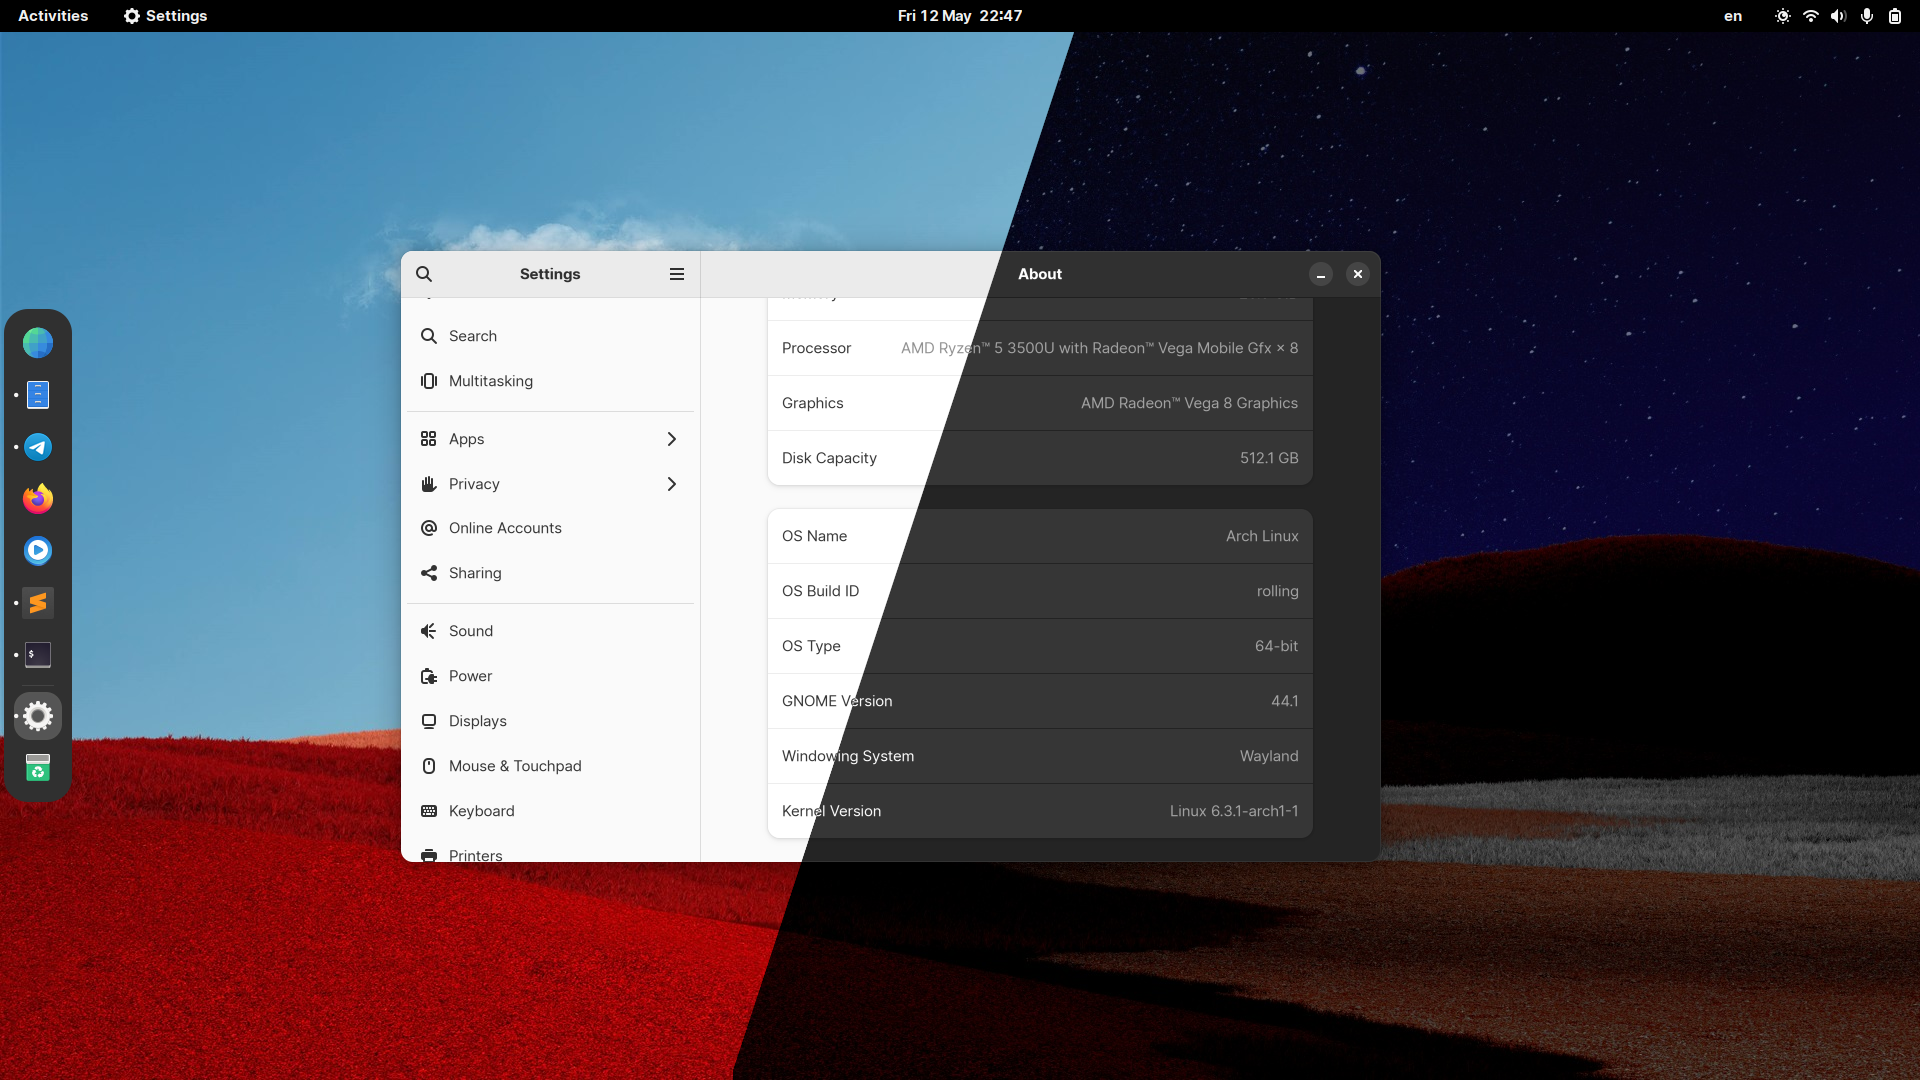 Activities
Settings
Fri 12 May 22:47
en
Settings
About
Search
Multitasking
Apps
Privacy
Online Accounts
Sharing
Sound
Power
Displays
Mouse & Touchpad
Keyboard
Printers
Processor AMD Ryzen™ 5 3500U with Radeon™ Vega Mobile Gfx × 8
Graphics AMD Radeon™ Vega 8 Graphics
Disk Capacity 512.1 GB
OS Name Arch Linux
OS Build ID rolling
OS Type 64-bit
GNOME Version 44.1
Windowing System Wayland
Kernel Version Linux 6.3.1-arch1-1